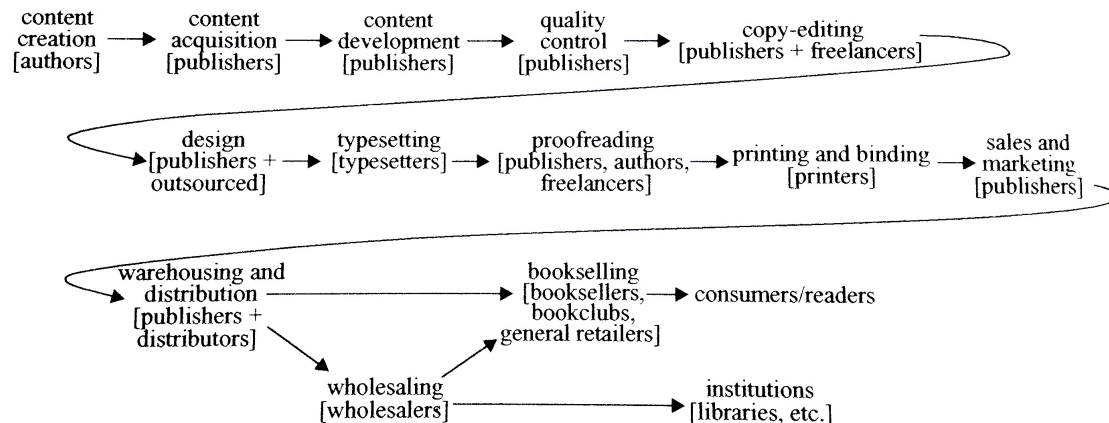 content
creation
[authors]
content
acquisition
[publishers]
content
development
[publishers]
quality
control
[publishers]
copy-editing
[publishers + freelancers]
design
[publishers +
outsourced]
typesetting
[typesetters]
proofreading
[publishers, authors,
freelancers]
printing and binding
[printers]
sales and
marketing
[publishers]
warehousing and
distribution
[publishers +
distributors]
bookselling
[booksellers,
bookclubs,
general retailers]
consumers/readers
wholesaling
[wholesalers]
institutions
[libraries, etc.]